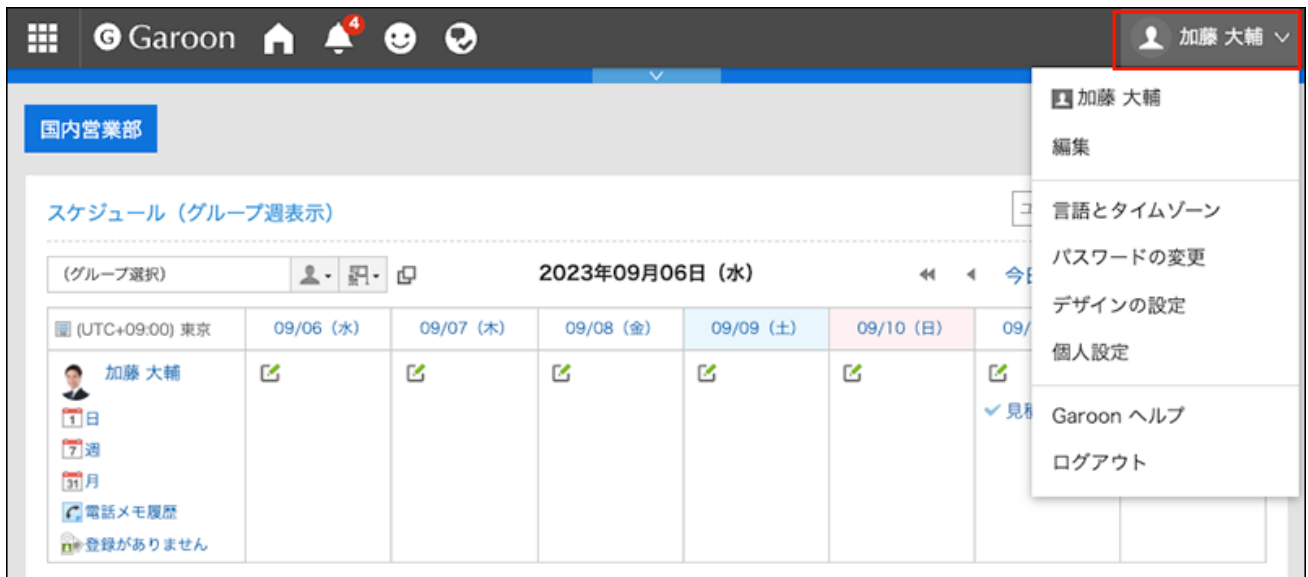 G Garoon 4 加藤 大輔
国内営業部
スケジュール（グループ週表示）
(グループ選択)
2023年09月06日（水）
(UTC+09:00) 東京
09/06（水）
09/07（木）
09/08（金）
09/09（土）
09/10（日）
09/
加藤 大輔
1 日
7 週
31 月
電話メモ履歴
登録がありません
加藤 大輔
編集
言語とタイムゾーン
パスワードの変更
デザインの設定
個人設定
Garoon ヘルプ
ログアウト